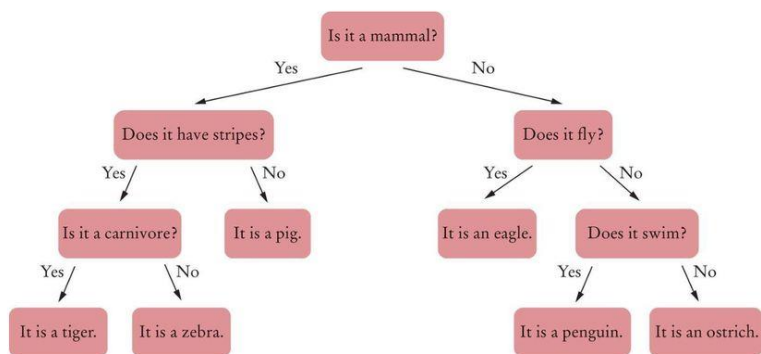 Is it a mammal?
Yes
No
Does it have stripes?
Does it fly?
Yes
No
Yes
No
Is it a carnivore?
It is a pig.
It is an eagle.
Does it swim?
Yes
No
Yes
No
It is a tiger.
It is a zebra.
It is a penguin.
It is an ostrich.